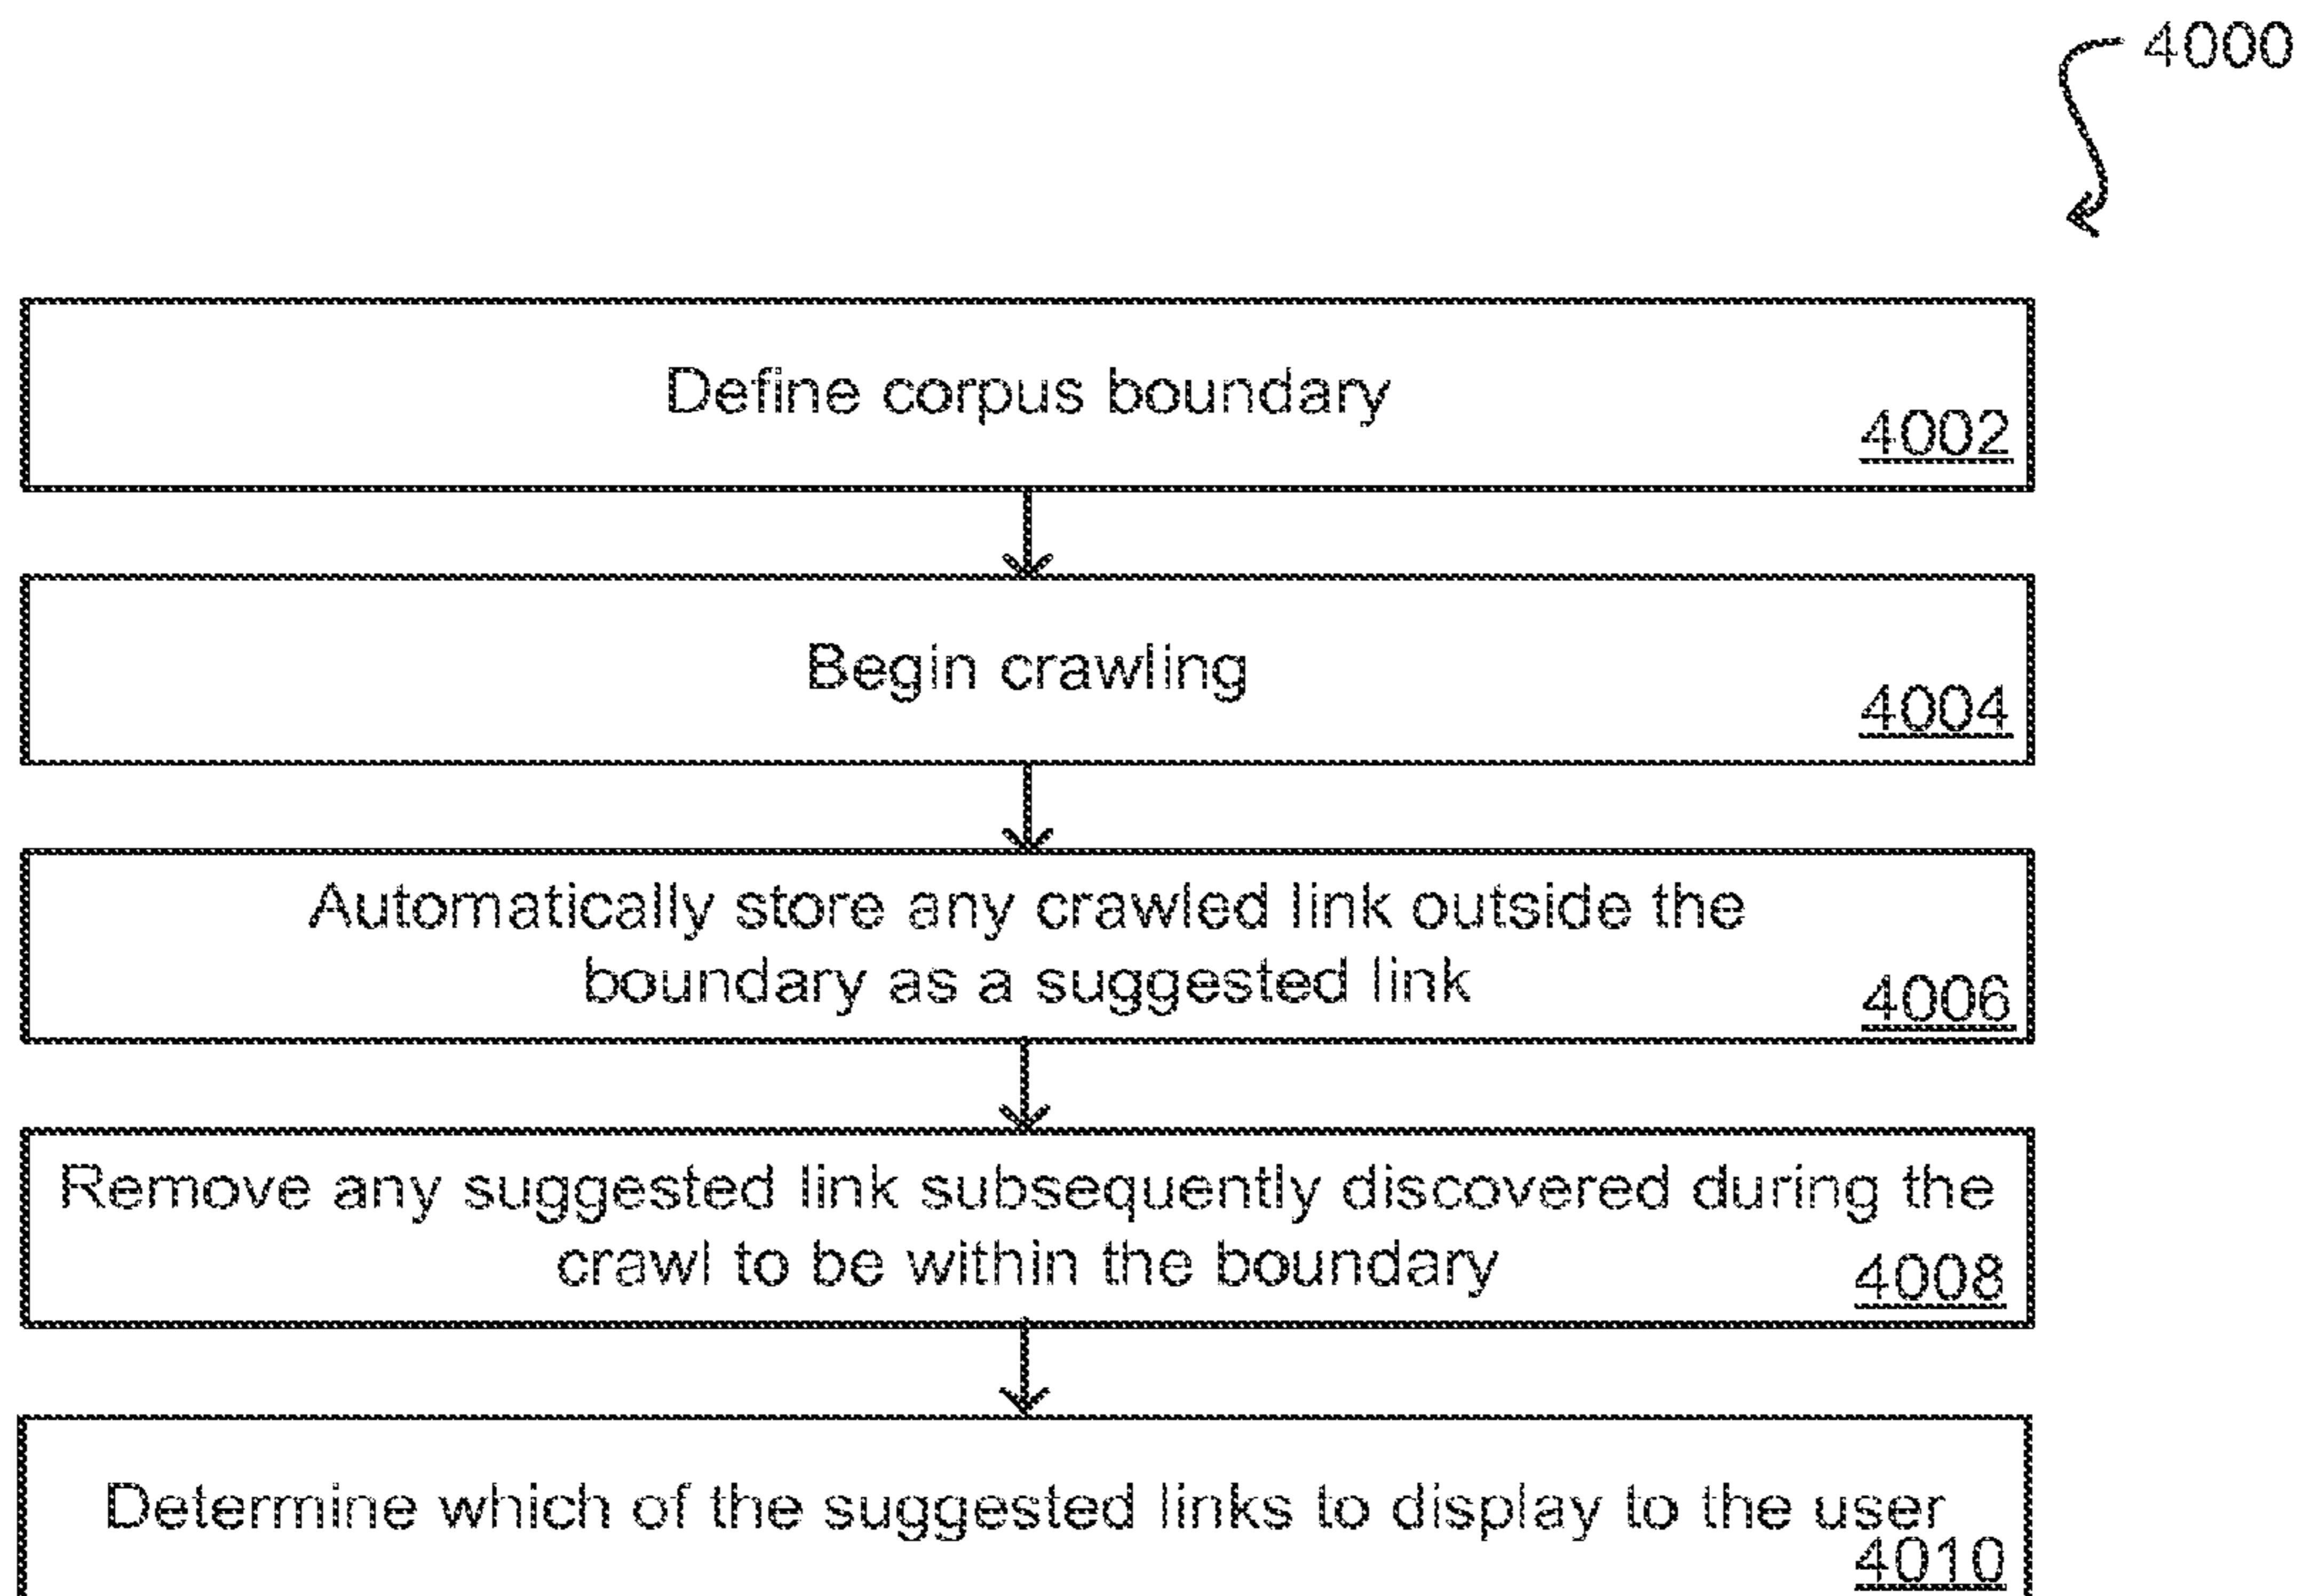 4000
Define corpus boundary
4002
Begin crawling
4004
Automatically store any crawled link outside the
boundary as a suggested link
4006
Remove any suggested link subsequently discovered during the
crawl to be within the boundary
4008
Determine which of the suggested links to display to the user
4010